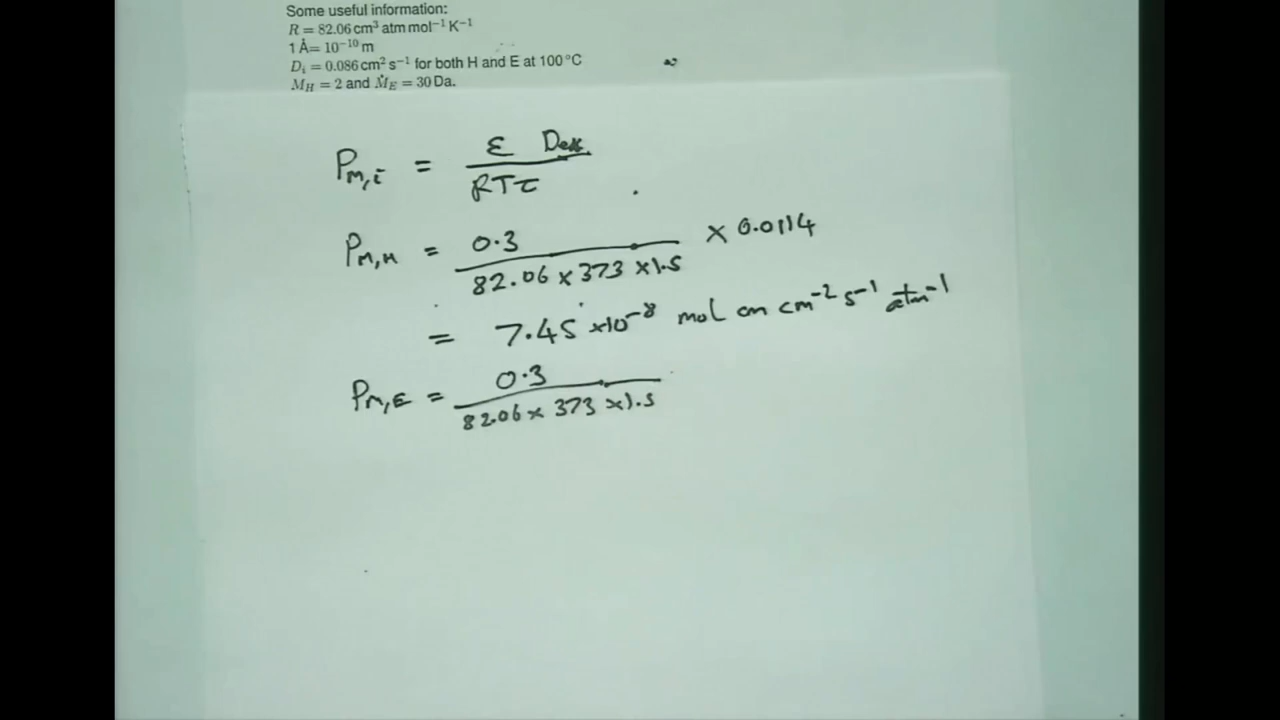 Some useful information:
R = 82.06 cm³ atm mol⁻¹ K⁻¹
1 Å = 10⁻¹⁰ m
Dᵢ = 0.086 cm² s⁻¹ for both H and E at 100 °C
M_H = 2 and M_E = 30 Da.
P_M,i = ε D_eff / RTτ
P_M,H = 0.3 / 82.06 × 373 × 1.5 × 0.0114
= 7.45 × 10⁻⁸ mol cm cm⁻² s⁻¹ atm⁻¹
P_M,E = 0.3 / 82.06 × 373 × 1.5